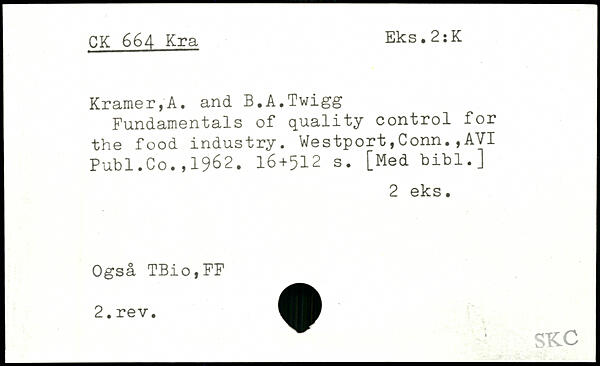 CK 664 Kra
Eks.2:K
Kramer,A. and B.A.Twigg
Fundamentals of quality control for
the food industry. Westport,Conn.,AVI
Publ.Co.,1962. 16+512 s. [Med bibl.]
2 eks.
Også TBio,FF
2.rev.
SKC